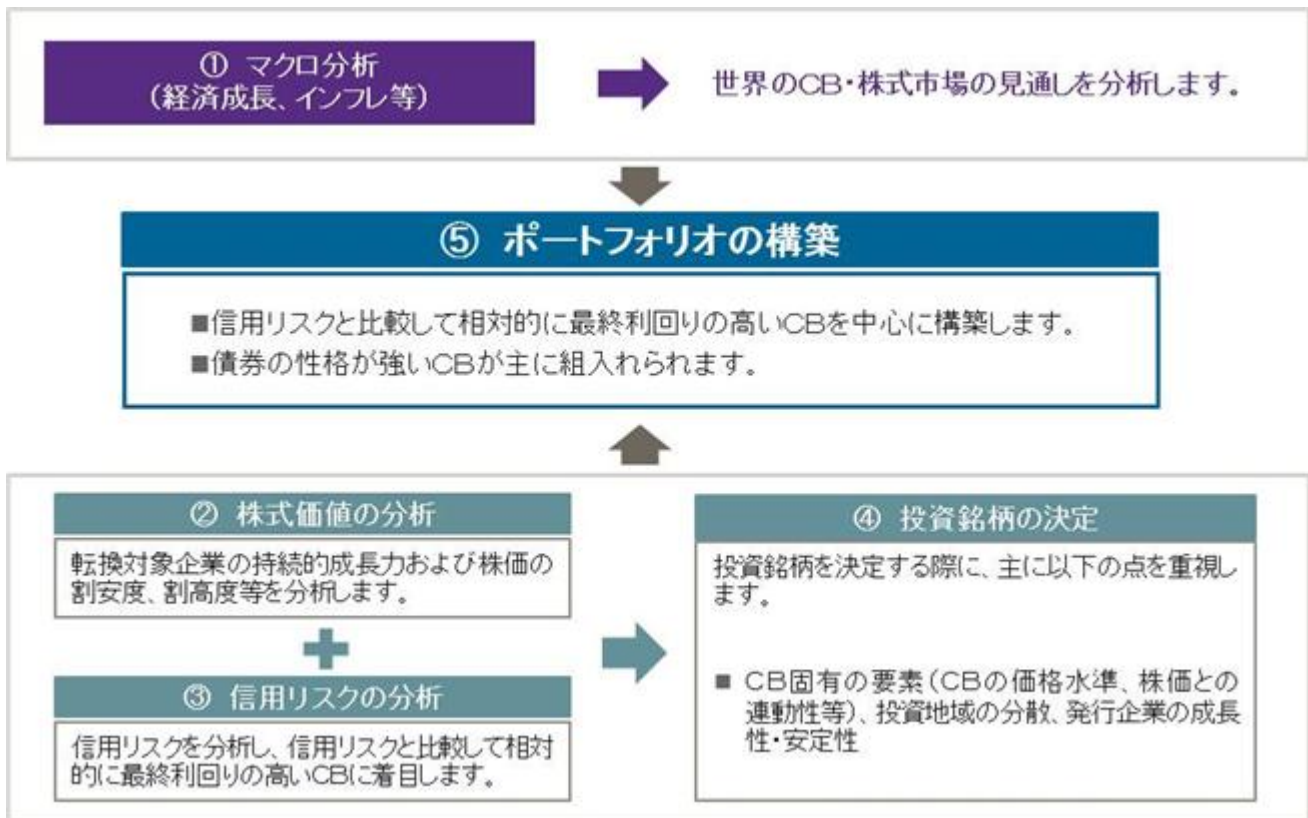 ① マクロ分析
（経済成長、インフレ等）
世界のCB・株式市場の見通しを分析します。
⑤ ポートフォリオの構築
■信用リスクと比較して相対的に最終利回りの高いCBを中心に構築します。
■債券の性格が強いCBが主に組入れられます。
② 株式価値の分析
転換対象企業の持続的成長力および株価の
割安度、割高度等を分析します。
③ 信用リスクの分析
信用リスクを分析し、信用リスクと比較して相対
的に最終利回りの高いCBに着目します。
④ 投資銘柄の決定
投資銘柄を決定する際に、主に以下の点を重視し
ます。
■ CB固有の要素（CBの価格水準、株価との
連動性等）、投資地域の分散、発行企業の成長
性・安定性